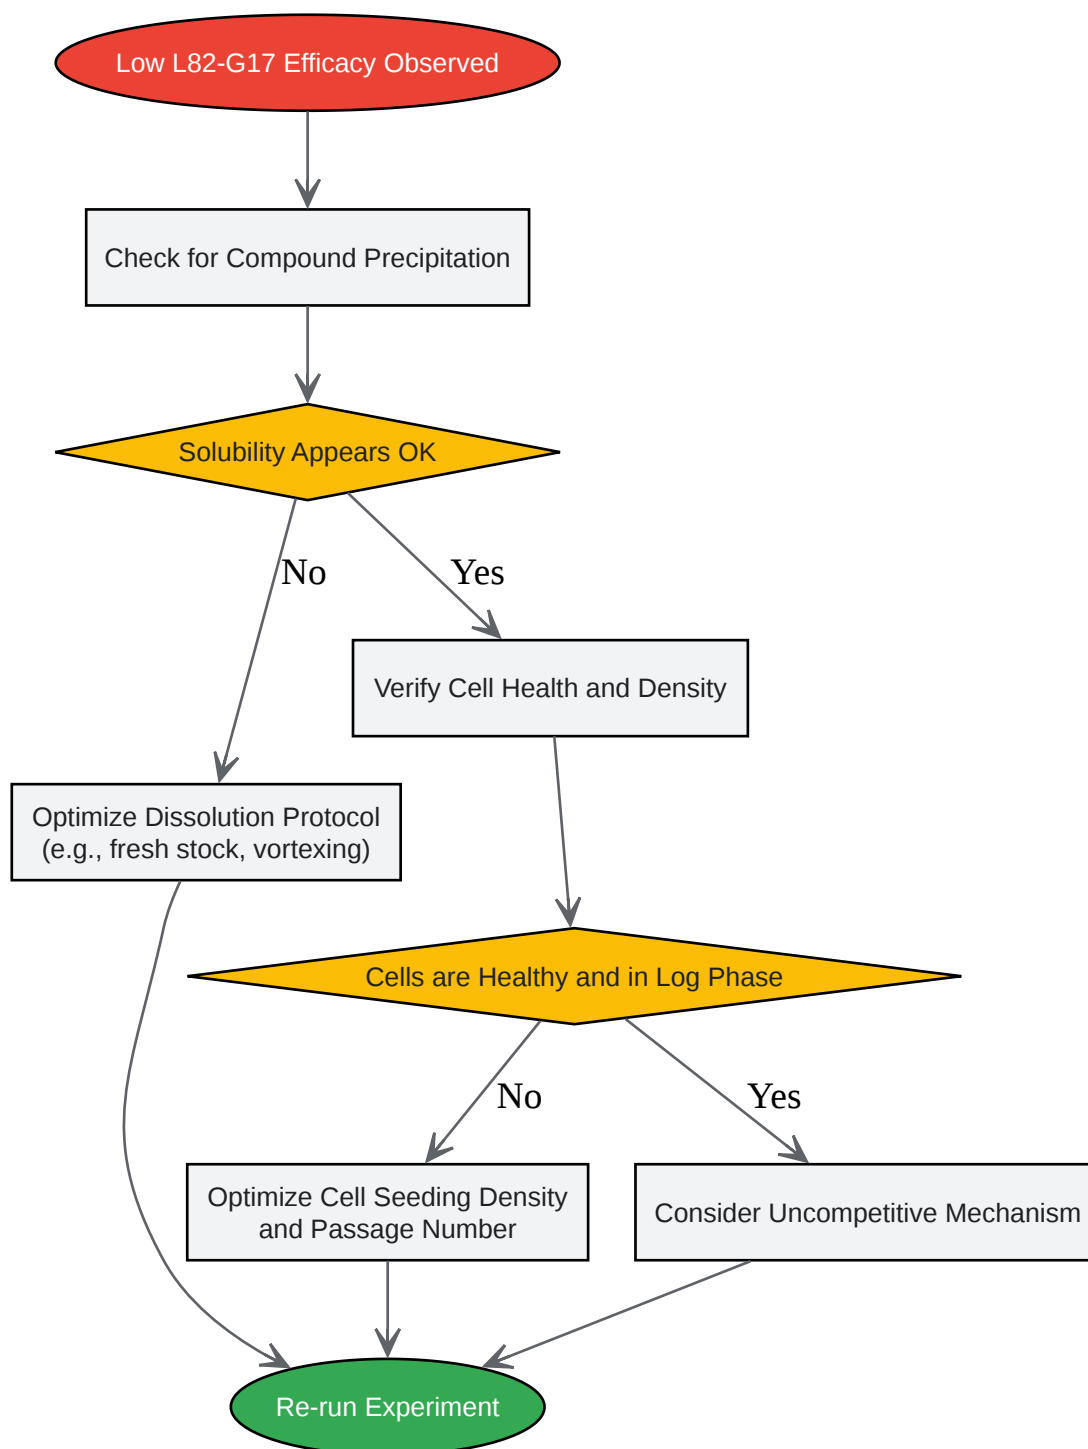 Low L82-G17 Efficacy Observed
Check for Compound Precipitation
Solubility Appears OK
No
Yes
Verify Cell Health and Density
Optimize Dissolution Protocol
(e.g., fresh stock, vortexing)
Cells are Healthy and in Log Phase
No
Yes
Optimize Cell Seeding Density
and Passage Number
Consider Uncompetitive Mechanism
Re-run Experiment